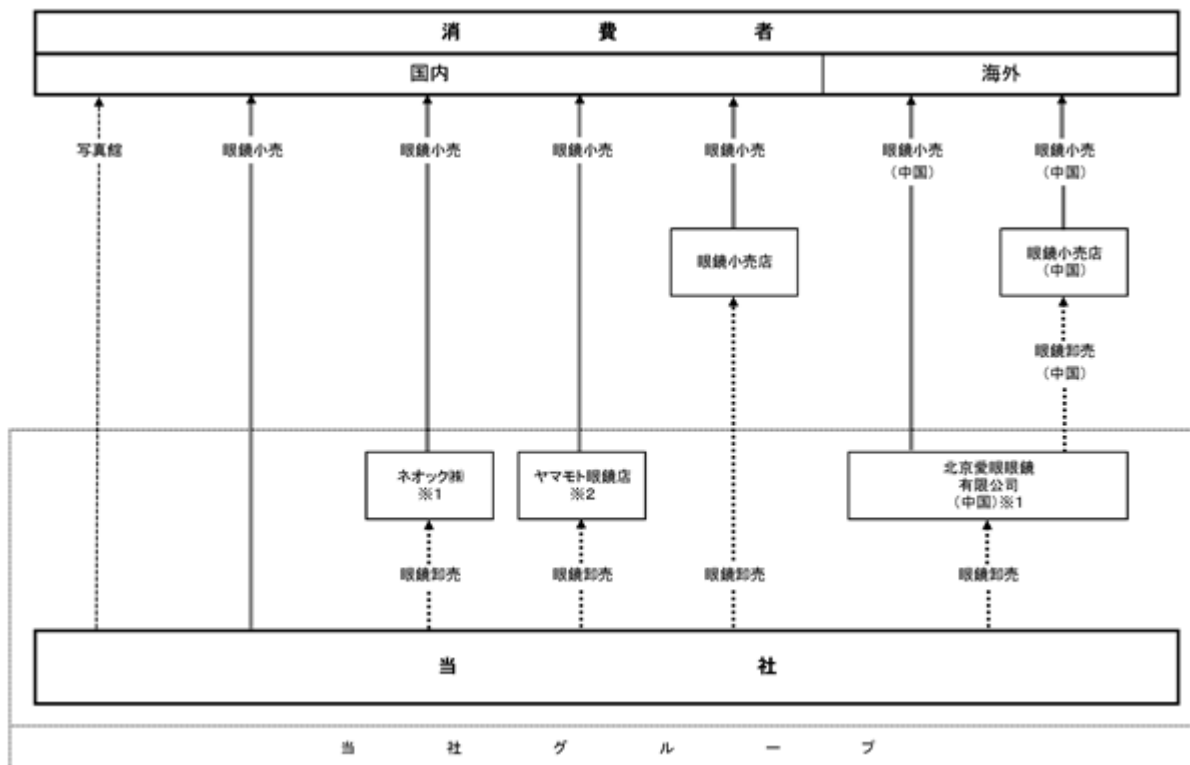 消費者
国内 海外
写真館 眼鏡小売 眼鏡小売 眼鏡小売 眼鏡小売 眼鏡小売 眼鏡小売
(中国) (中国)
眼鏡小売店 眼鏡小売店
(中国)
眼鏡卸売
(中国)
ネオック㈱
※1
ヤマモト眼鏡店
※2
北京愛眼眼鏡
有限公司
(中国)※1
眼鏡卸売 眼鏡卸売 眼鏡卸売 眼鏡卸売
当社
当社グループ